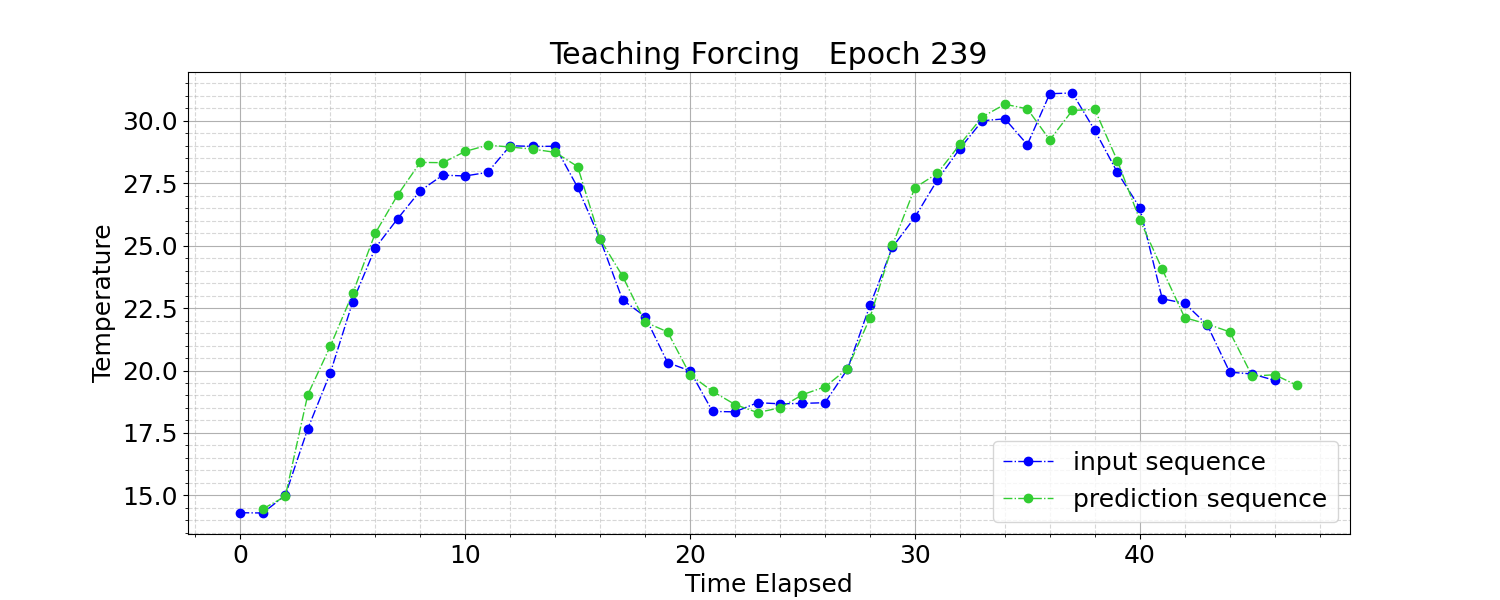 Teaching Forcing   Epoch 239
Temperature
30.0
27.5
25.0
22.5
20.0
17.5
15.0
input sequence
prediction sequence
0 10 20 30 40
Time Elapsed